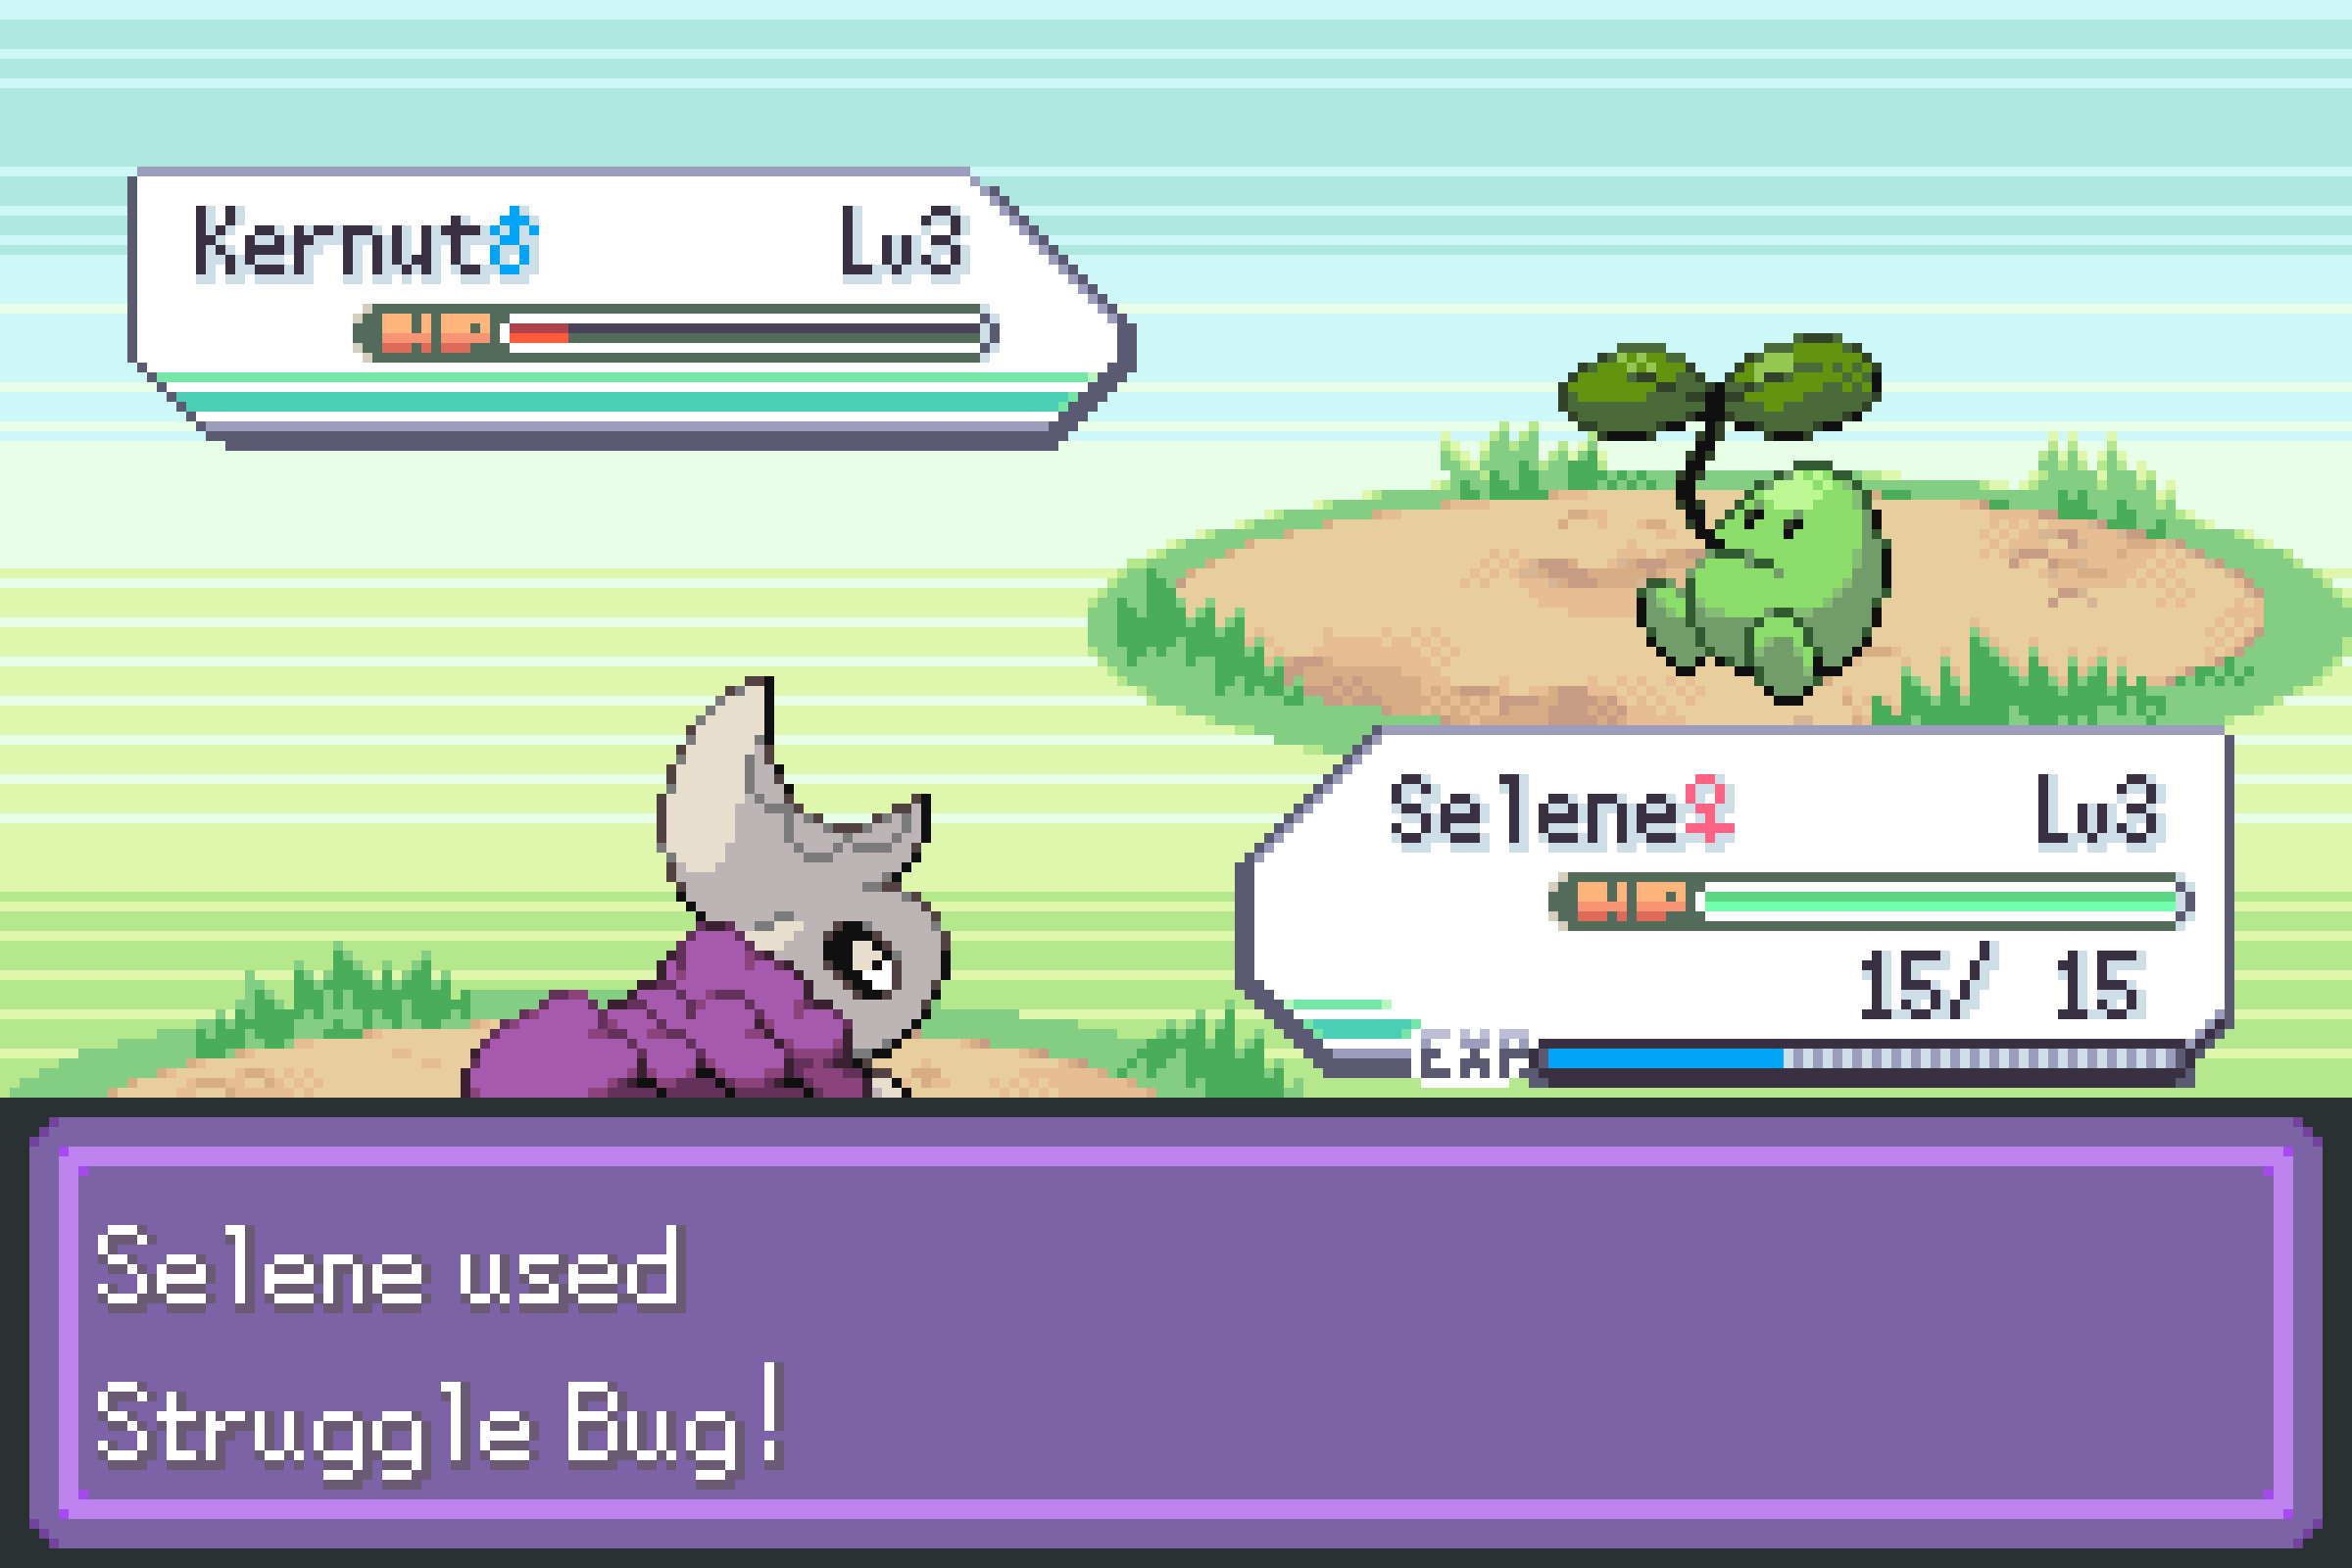 Kernut♂ Lv3
HP
Selene♀ Lv3
HP
15/ 15
EXP
Selene used
Struggle Bug!